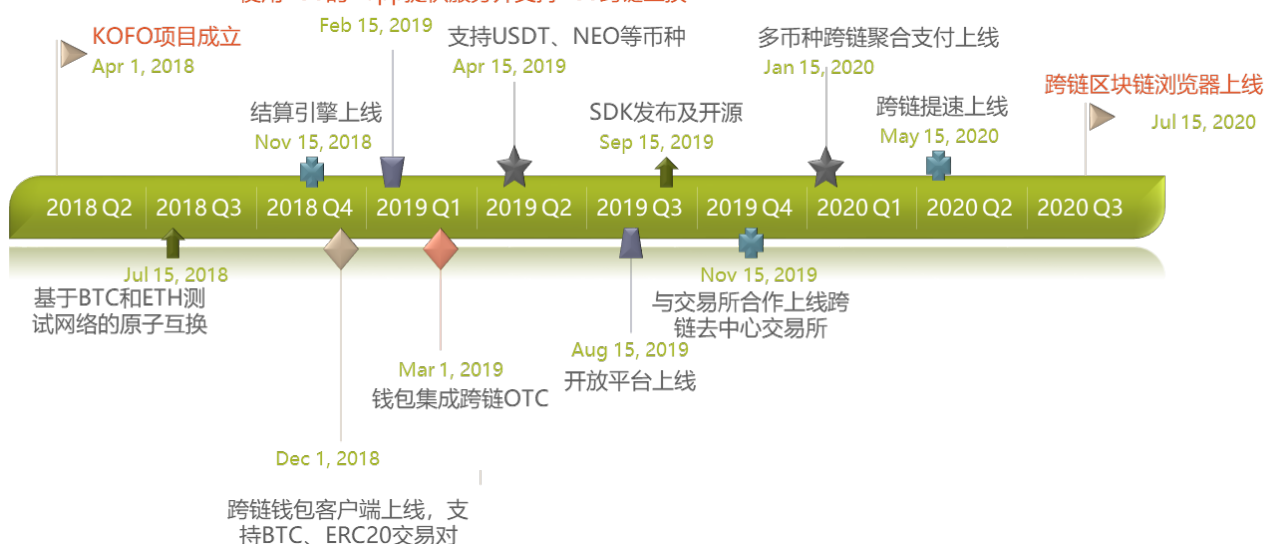 KOFO项目成立
Apr 1, 2018
Feb 15, 2019
支持USDT、NEO等币种
Apr 15, 2019
多币种跨链聚合支付上线
Jan 15, 2020
跨链区块链浏览器上线
Jul 15, 2020
结算引擎上线
Nov 15, 2018
SDK发布及开源
Sep 15, 2019
跨链提速上线
May 15, 2020
2018 Q2
2018 Q3
2018 Q4
2019 Q1
2019 Q2
2019 Q3
2019 Q4
2020 Q1
2020 Q2
2020 Q3
Jul 15, 2018
基于BTC和ETH测
试网络的原子互换
Nov 15, 2019
与交易所合作上线跨
链去中心交易所
Mar 1, 2019
钱包集成跨链OTC
Aug 15, 2019
开放平台上线
Dec 1, 2018
跨链钱包客户端上线，支
持BTC、ERC20交易对